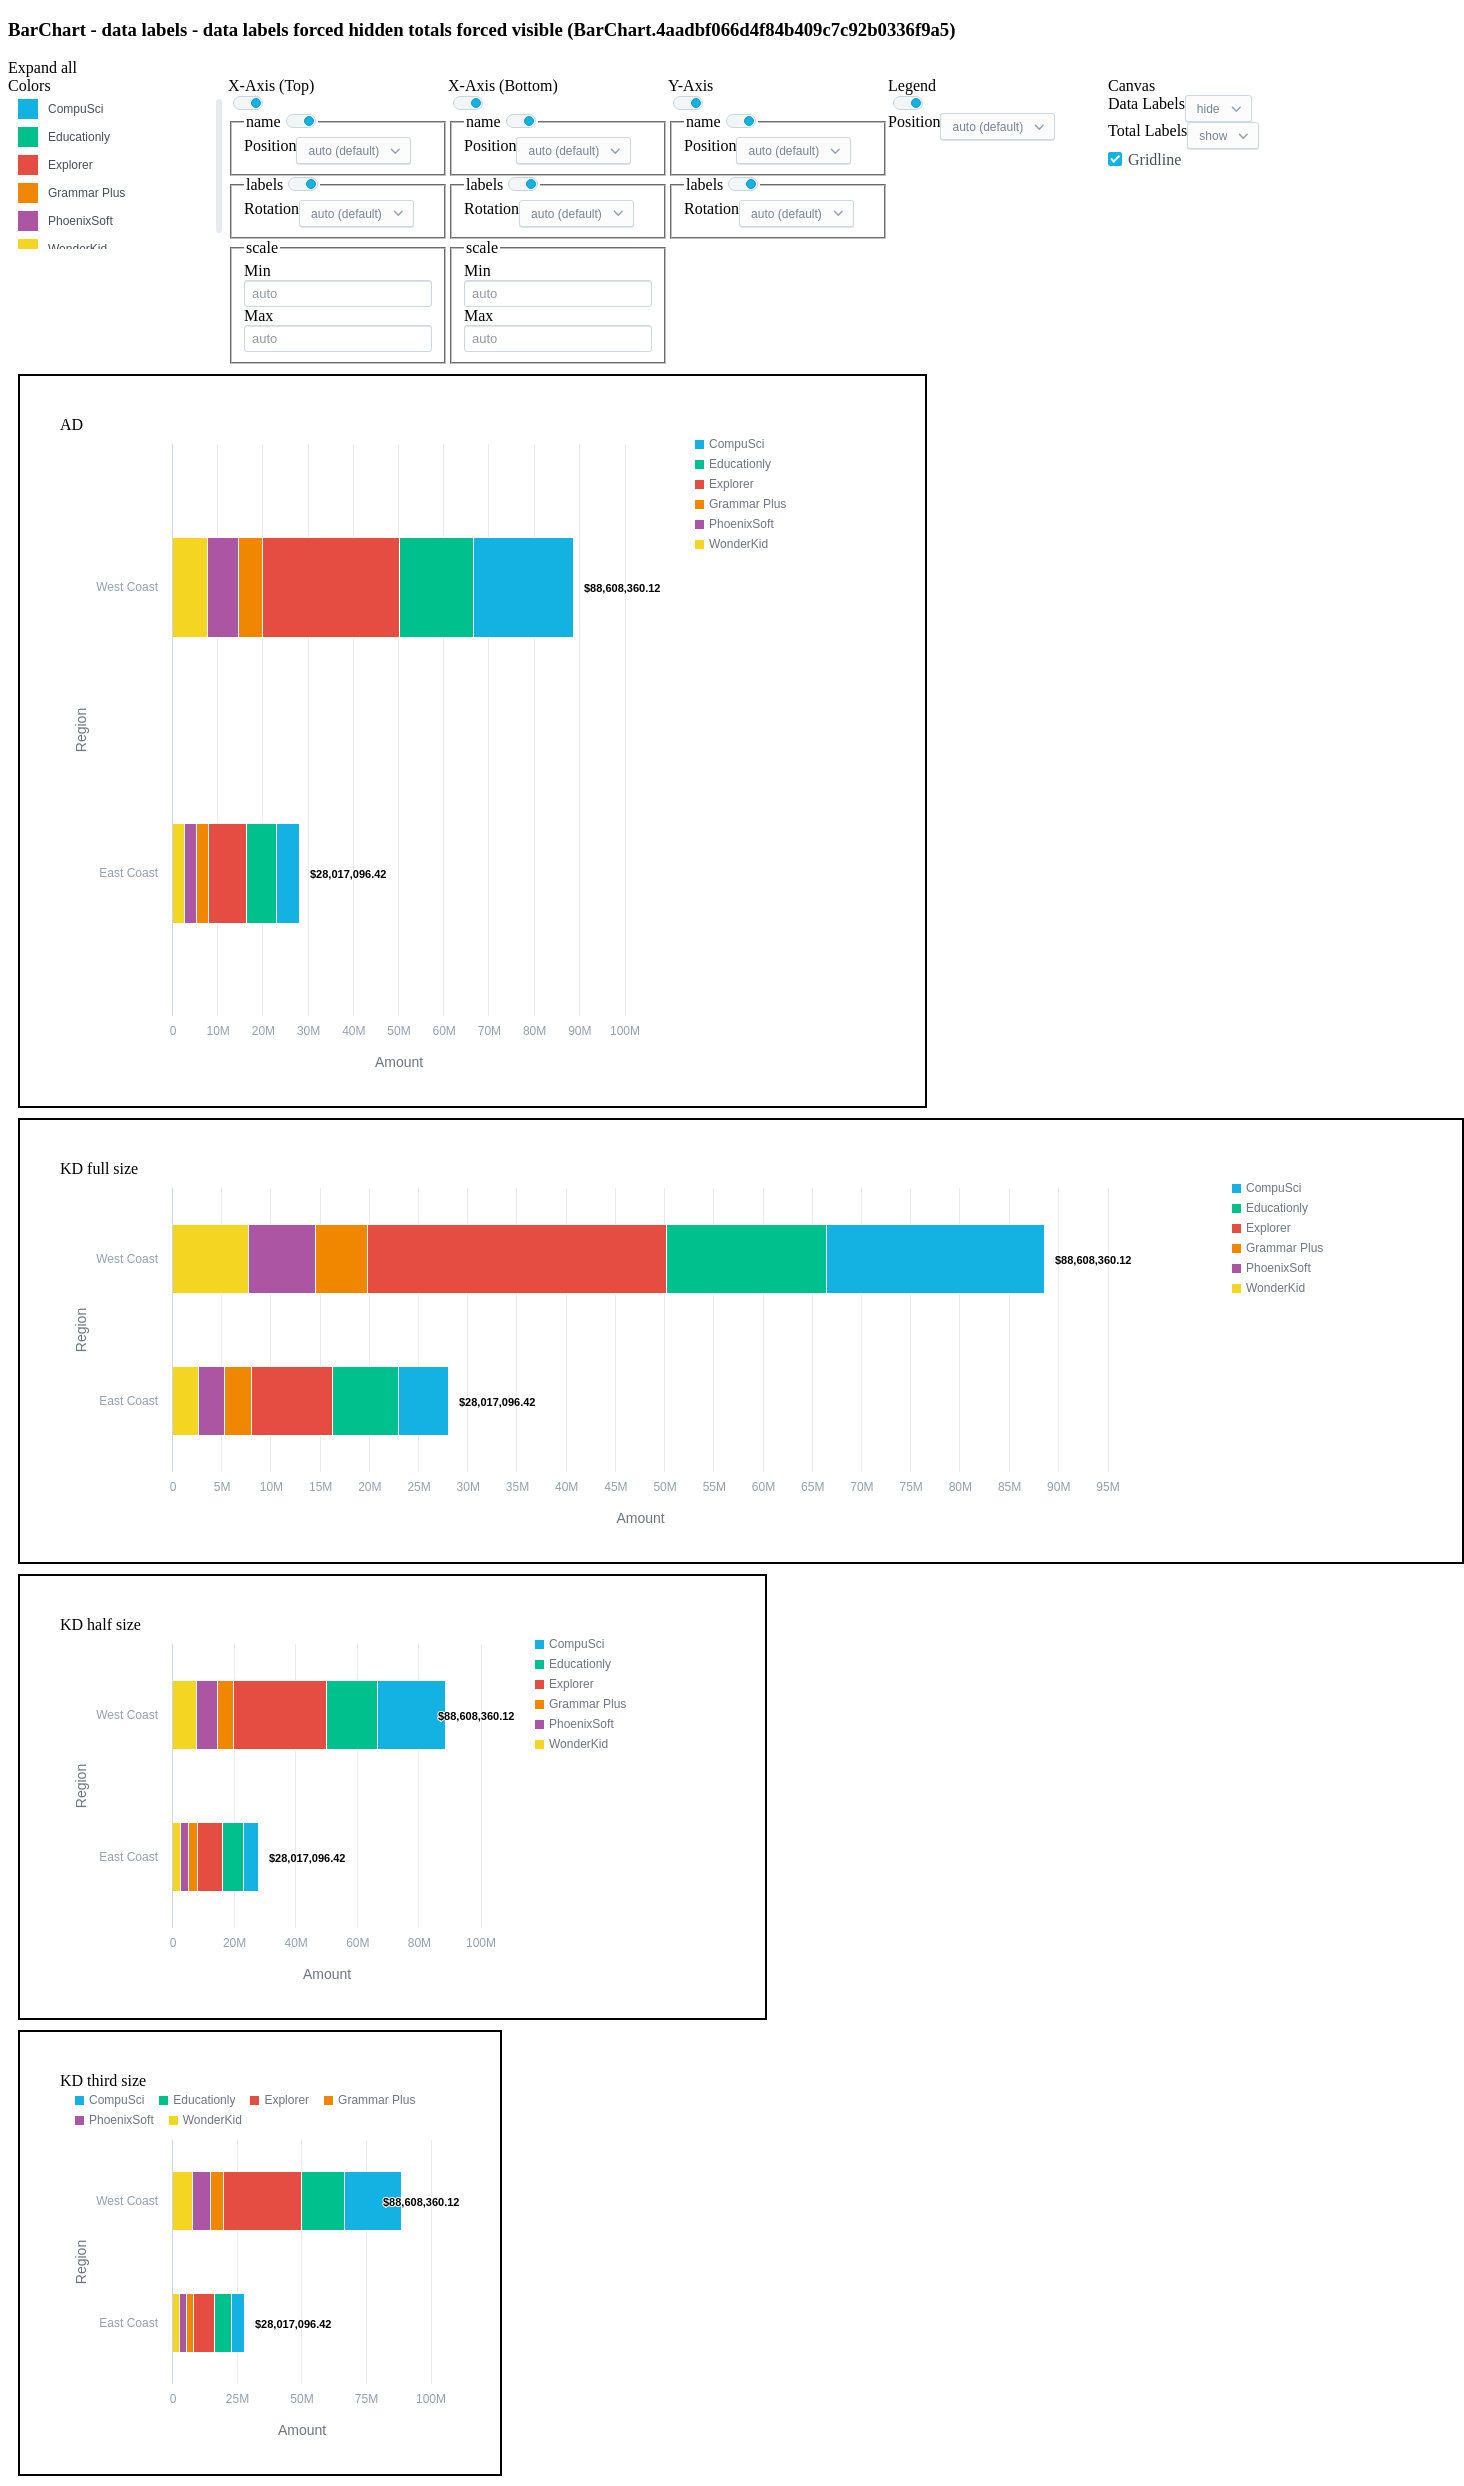 BarChart - data labels - data labels forced hidden totals forced visible (BarChart.4aadbf066d4f84b409c7c92b0336f9a5)
Expand all
Colors
CompuSci
Educationly
Explorer
Grammar Plus
PhoenixSoft
WonderKid
X-Axis (Top)
name
Position auto (default)
labels
Rotation auto (default)
scale
Min
auto
Max
auto
X-Axis (Bottom)
name
Position auto (default)
labels
Rotation auto (default)
scale
Min
auto
Max
auto
Y-Axis
name
Position auto (default)
labels
Rotation auto (default)
Legend
Position auto (default)
Canvas
Data Labels hide
Total Labels show
Gridline
AD
CompuSci
Educationly
Explorer
Grammar Plus
PhoenixSoft
WonderKid
West Coast
$88,608,360.12
Region
East Coast
$28,017,096.42
0 10M 20M 30M 40M 50M 60M 70M 80M 90M 100M
Amount
KD full size
CompuSci
Educationly
Explorer
Grammar Plus
PhoenixSoft
WonderKid
West Coast
$88,608,360.12
Region
East Coast
$28,017,096.42
0 5M 10M 15M 20M 25M 30M 35M 40M 45M 50M 55M 60M 65M 70M 75M 80M 85M 90M 95M
Amount
KD half size
CompuSci
Educationly
Explorer
Grammar Plus
PhoenixSoft
WonderKid
West Coast
$88,608,360.12
Region
East Coast
$28,017,096.42
0 20M 40M 60M 80M 100M
Amount
KD third size
CompuSci Educationly Explorer Grammar Plus
PhoenixSoft WonderKid
West Coast
$88,608,360.12
Region
East Coast
$28,017,096.42
0 25M 50M 75M 100M
Amount